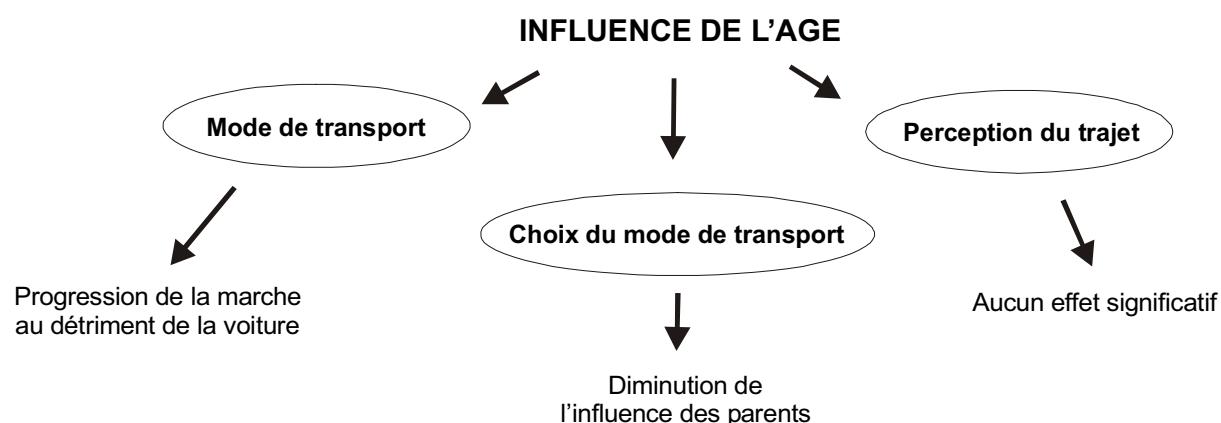 INFLUENCE DE L'AGE
Mode de transport
Perception du trajet
Choix du mode de transport
Progression de la marche
au détriment de la voiture
Aucun effet significatif
Diminution de
l'influence des parents